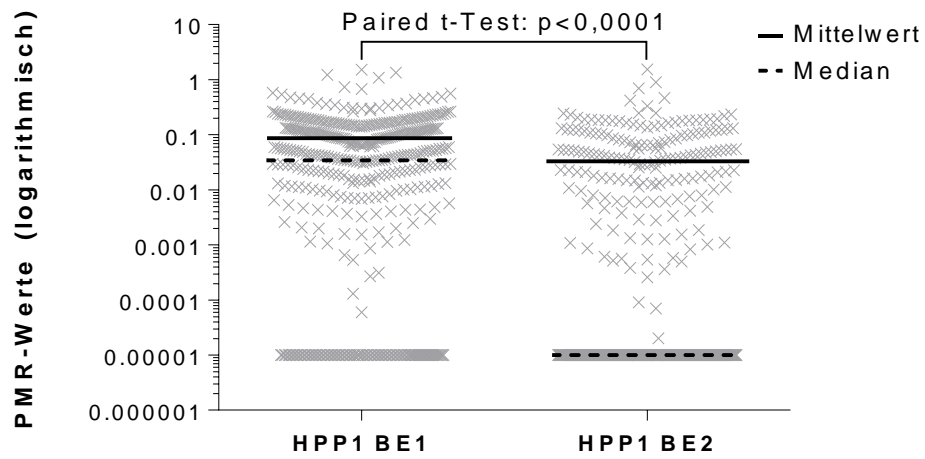 Paired t-Test: p<0,0001
Mittelwert
Median
PMR-Werte (logarithmisch)
10
1
0.1
0.01
0.001
0.0001
0.00001
0.000001
HPP1 BE1
HPP1 BE2